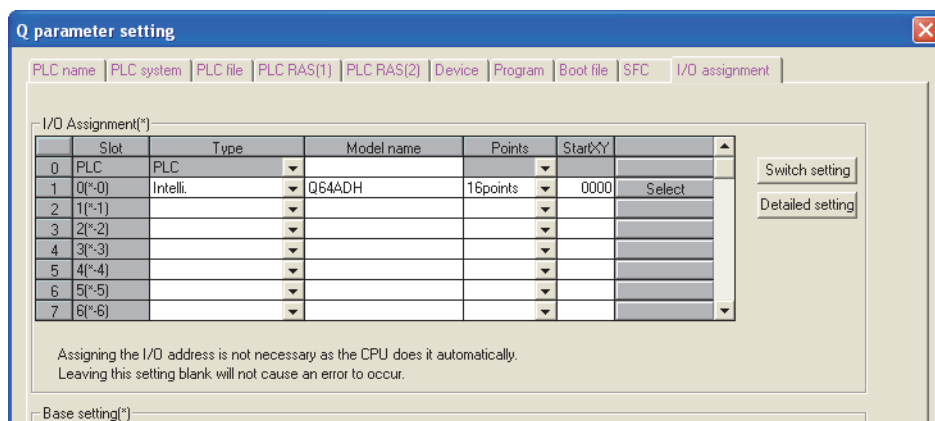 Q parameter setting
PLC name PLC system PLC file PLC RAS(1) PLC RAS(2) Device Program Boot file SFC I/O assignment
I/O Assignment(*)
Slot Type Model name Points StartXY
0 PLC PLC
1 0(*-0) Intelli. Q64ADH 16points 0000 Select
2 1(*-1)
3 2(*-2)
4 3(*-3)
5 4(*-4)
6 5(*-5)
7 6(*-6)
Switch setting
Detailed setting
Assigning the I/O address is not necessary as the CPU does it automatically.
Leaving this setting blank will not cause an error to occur.
Base setting(*)